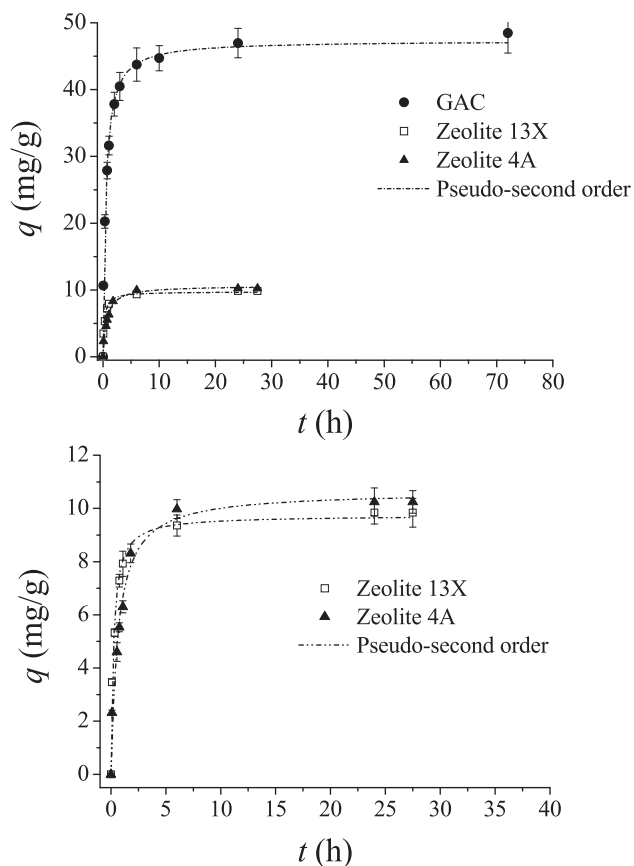 50
40
30
20
10
0
q (mg/g)
GAC
Zeolite 13X
Zeolite 4A
Pseudo-second order
0 10 20 30 40 50 60 70 80
t (h)
12
10
8
6
4
2
0
q (mg/g)
Zeolite 13X
Zeolite 4A
Pseudo-second order
0 5 10 15 20 25 30 35 40
t (h)